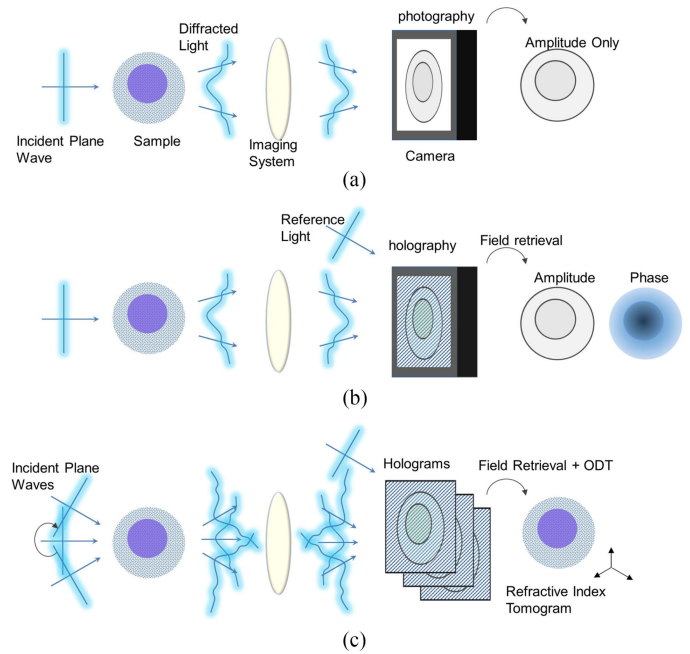 photography
Diffracted
Light
Amplitude Only
Incident Plane
Wave
Sample
Imaging
System
Camera
(a)
Reference
Light
holography
Field retrieval
Amplitude
Phase
(b)
Incident Plane
Waves
Holograms
Field Retrieval + ODT
Refractive Index
Tomogram
(c)